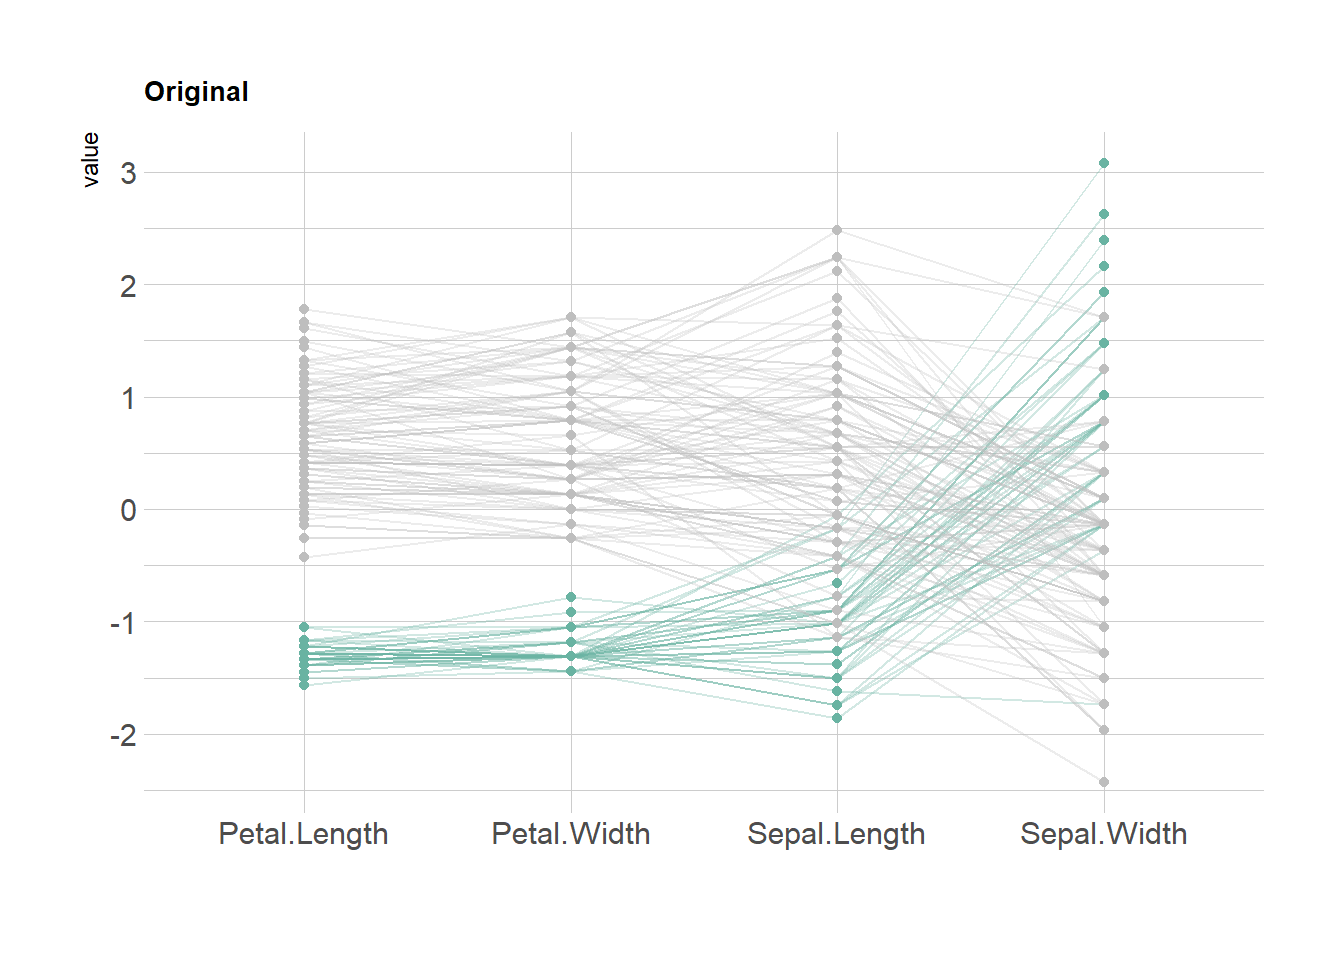 Original
value
3
2
1
0
-1
-2
Petal.Length
Petal.Width
Sepal.Length
Sepal.Width